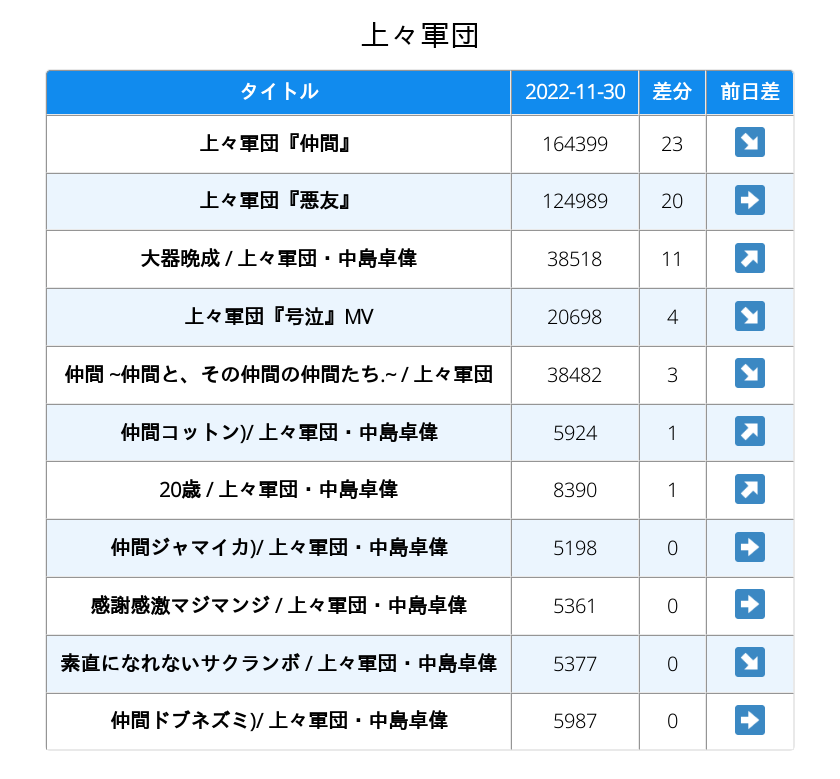 上々軍団
タイトル 2022-11-30 差分 前日差
上々軍団『仲間』 164399 23 ↘
上々軍団『悪友』 124989 20 ➡
大器晩成 / 上々軍団・中島卓偉 38518 11 ↗
上々軍団『号泣』MV 20698 4 ↘
仲間 ~仲間と、その仲間の仲間たち.~ / 上々軍団 38482 3 ↘
仲間コットン)/ 上々軍団・中島卓偉 5924 1 ↗
20歳 / 上々軍団・中島卓偉 8390 1 ↗
仲間ジャマイカ)/ 上々軍団・中島卓偉 5198 0 ➡
感謝感激マジマンジ / 上々軍団・中島卓偉 5361 0 ➡
素直になれないサクランボ / 上々軍団・中島卓偉 5377 0 ↘
仲間ドブネズミ)/ 上々軍団・中島卓偉 5987 0 ➡